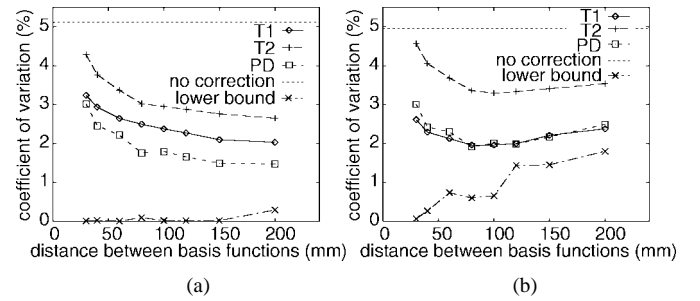 coefficient of variation (%)
6
5
4
3
2
1
0
T1
T2
PD
no correction
lower bound
0 50 100 150 200
distance between basis functions (mm)
(a)
coefficient of variation (%)
6
5
4
3
2
1
0
T1
T2
PD
no correction
lower bound
0 50 100 150 200
distance between basis functions (mm)
(b)